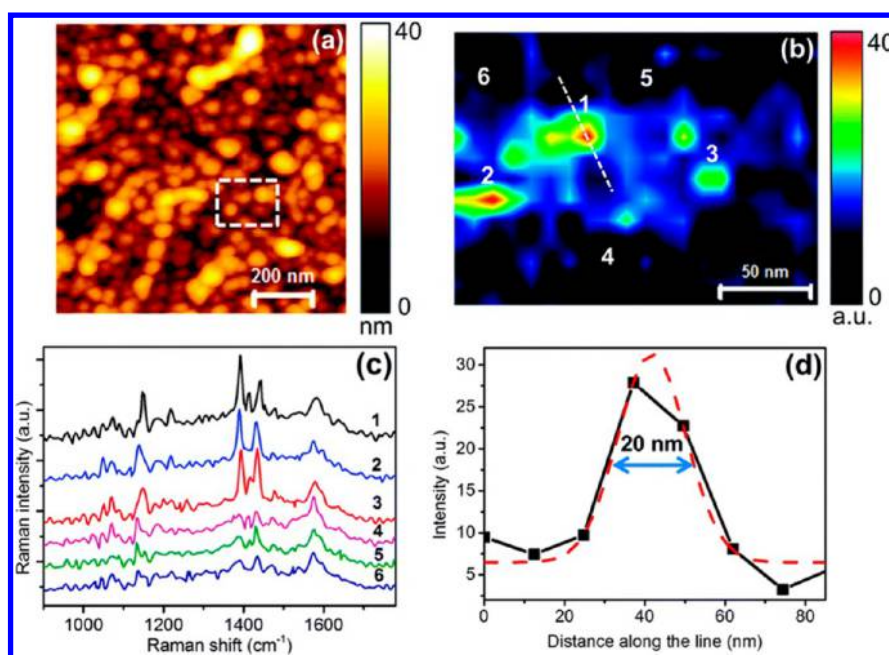 (a)
200 nm
40
0
nm
(b)
6
5
1
3
2
4
50 nm
40
0
a.u.
(c)
1
2
3
4
5
6
Raman intensity (a.u.)
1000 1200 1400 1600
Raman shift (cm⁻¹)
(d)
30
25
20
15
10
5
20 nm
Intensity (a.u.)
0 20 40 60 80
Distance along the line (nm)